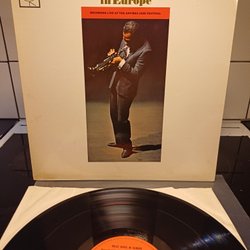 in Europe
RECORDED LIVE AT THE ANTIBES JAZZ FESTIVAL